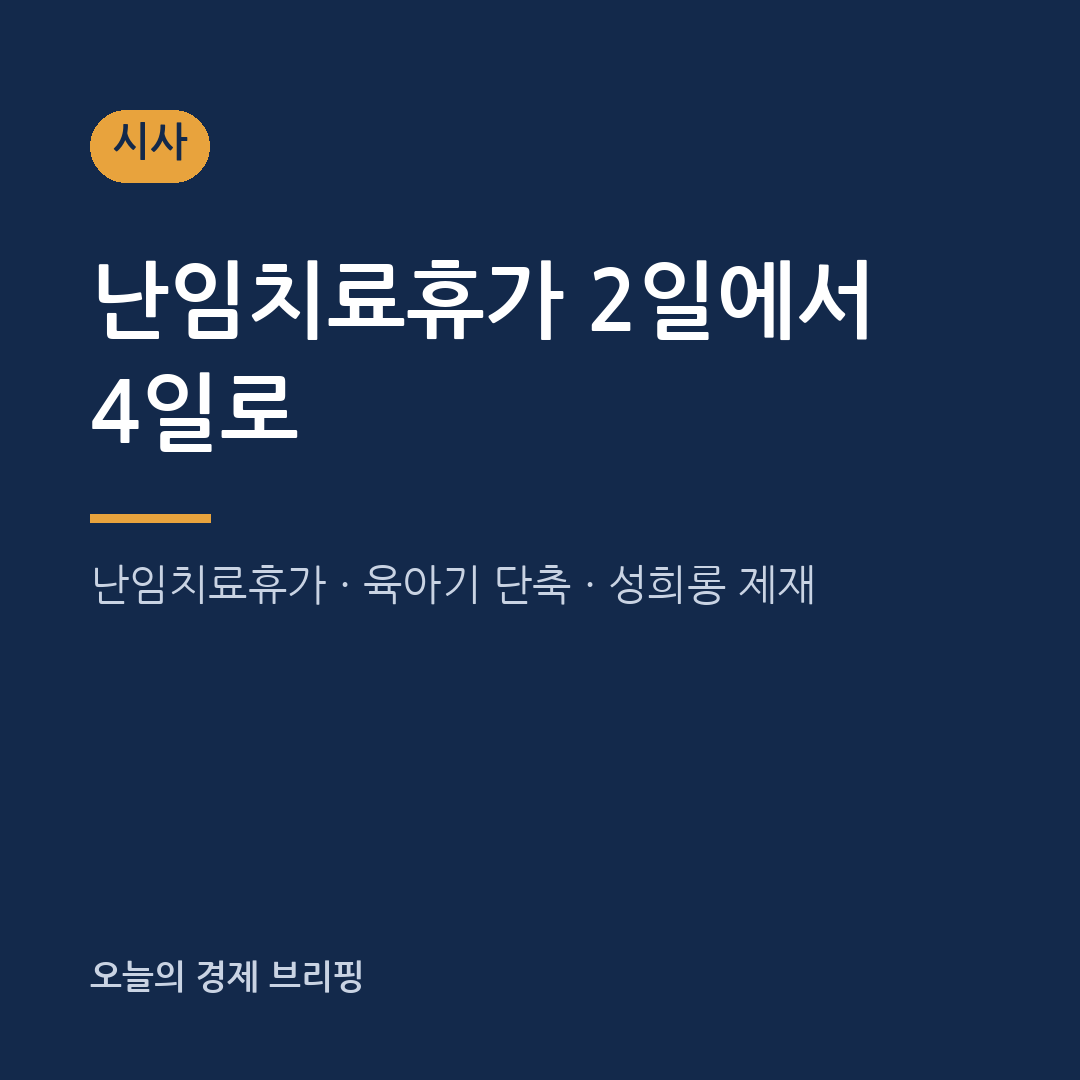 시사
난임치료휴가 2일에서
4일로
난임치료휴가 · 육아기 단축 · 성희롱 제재
오늘의 경제 브리핑